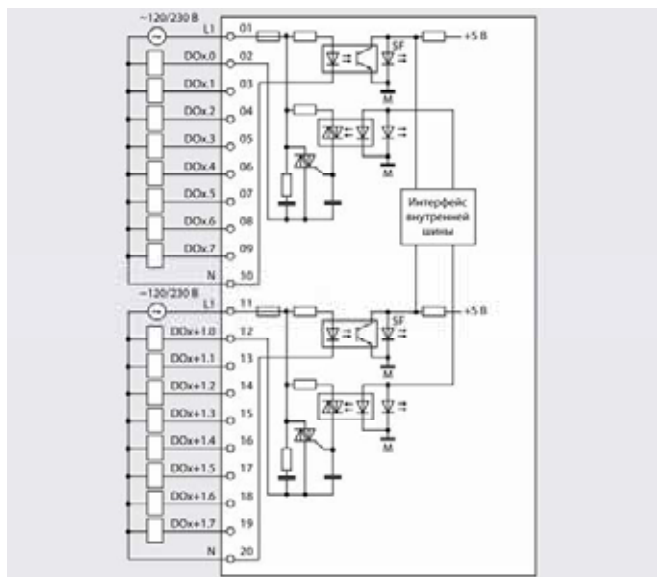 ~120/230 В
L1 01
DOx.0 02
DOx.1 03
DOx.2 04
DOx.3 05
DOx.4 06
DOx.5 07
DOx.6 08
DOx.7 09
N 10
SF
+5 В
M
M
Интерфейс
внутренней
шины
~120/230 В
L1 11
DOx+1.0 12
DOx+1.1 13
DOx+1.2 14
DOx+1.3 15
DOx+1.4 16
DOx+1.5 17
DOx+1.6 18
DOx+1.7 19
N 20
SF
+5 В
M
M